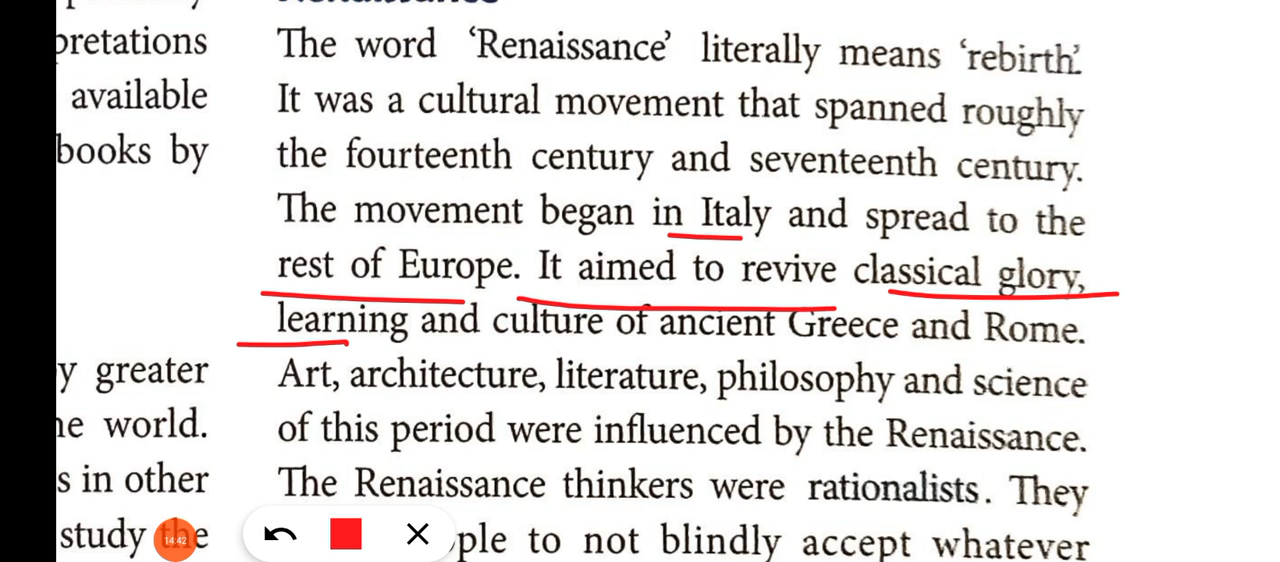 pretations
available
books by
y greater
world.
s in other
study the
Renaissance
The word ‘Renaissance’ literally means ‘rebirth’.
It was a cultural movement that spanned roughly
the fourteenth century and seventeenth century.
The movement began in Italy and spread to the
rest of Europe. It aimed to revive classical glory,
learning and culture of ancient Greece and Rome.
Art, architecture, literature, philosophy and science
of this period were influenced by the Renaissance.
The Renaissance thinkers were rationalists. They
ple to not blindly accept whatever
14:42